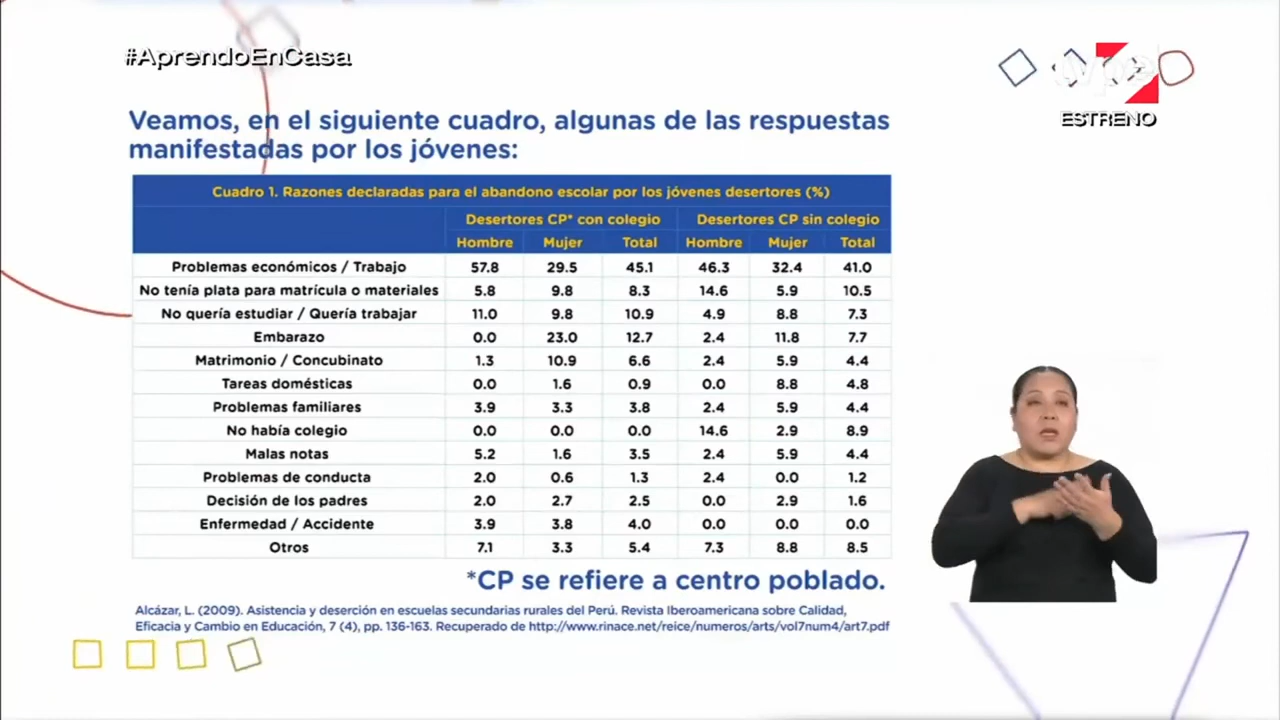 #AprendoEnCasa
tvpe
ESTRENO
Veamos, en el siguiente cuadro, algunas de las respuestas
manifestadas por los jóvenes:
Cuadro 1. Razones declaradas para el abandono escolar por los jóvenes desertores (%)
Desertores CP* con colegio Desertores CP sin colegio
Hombre Mujer Total Hombre Mujer Total
Problemas económicos / Trabajo 57.8 29.5 45.1 46.3 32.4 41.0
No tenía plata para matrícula o materiales 5.8 9.8 8.3 14.6 5.9 10.5
No quería estudiar / Quería trabajar 11.0 9.8 10.9 4.9 8.8 7.3
Embarazo 0.0 23.0 12.7 2.4 11.8 7.7
Matrimonio / Concubinato 1.3 10.9 6.6 2.4 5.9 4.4
Tareas domésticas 0.0 1.6 0.9 0.0 8.8 4.8
Problemas familiares 3.9 3.3 3.8 2.4 5.9 4.4
No había colegio 0.0 0.0 0.0 14.6 2.9 8.9
Malas notas 5.2 1.6 3.5 2.4 5.9 4.4
Problemas de conducta 2.0 0.6 1.3 2.4 0.0 1.2
Decisión de los padres 2.0 2.7 2.5 0.0 2.9 1.6
Enfermedad / Accidente 3.9 3.8 4.0 0.0 0.0 0.0
Otros 7.1 3.3 5.4 7.3 8.8 8.5
*CP se refiere a centro poblado.
Alcázar, L. (2009). Asistencia y deserción en escuelas secundarias rurales del Perú. Revista Iberoamericana sobre Calidad,
Eficacia y Cambio en Educación, 7 (4), pp. 136-163. Recuperado de http://www.rinace.net/reice/numeros/arts/vol7num4/art7.pdf